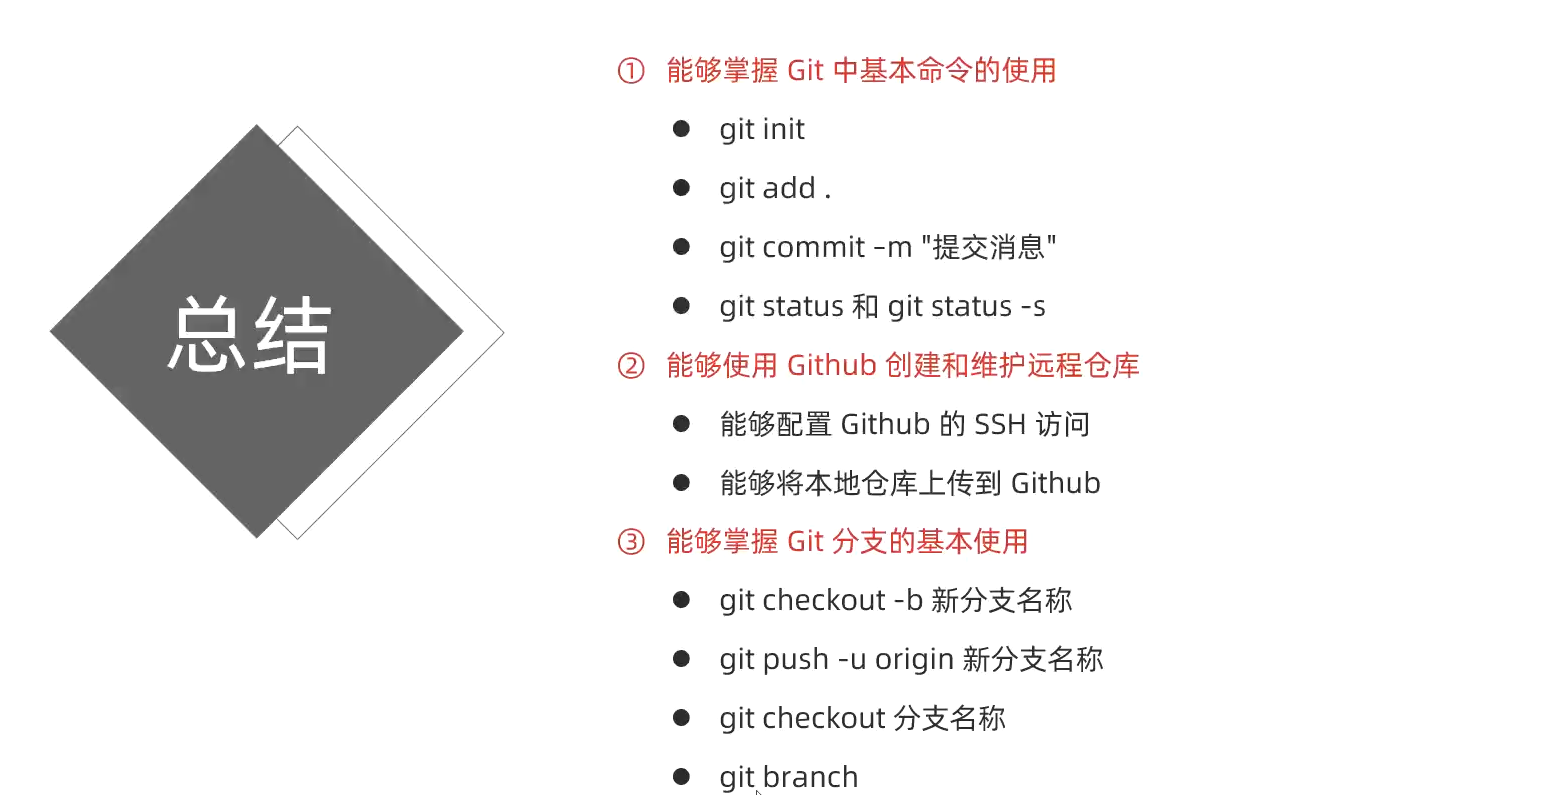 总结
① 能够掌握 Git 中基本命令的使用
● git init
● git add .
● git commit –m "提交消息"
● git status 和 git status -s
② 能够使用 Github 创建和维护远程仓库
● 能够配置 Github 的 SSH 访问
● 能够将本地仓库上传到 Github
③ 能够掌握 Git 分支的基本使用
● git checkout -b 新分支名称
● git push -u origin 新分支名称
● git checkout 分支名称
● git branch